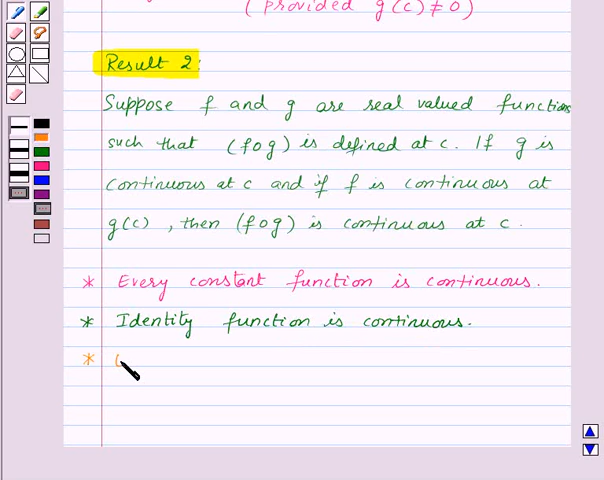 (Provided g(c) ≠ 0)
Result 2:
Suppose f and g are real valued functions
such that (fog) is defined at c. If g is
continuous at c and if f is continuous at
g(c), then (fog) is continuous at c.
* Every constant function is continuous.
* Identity function is continuous.
*